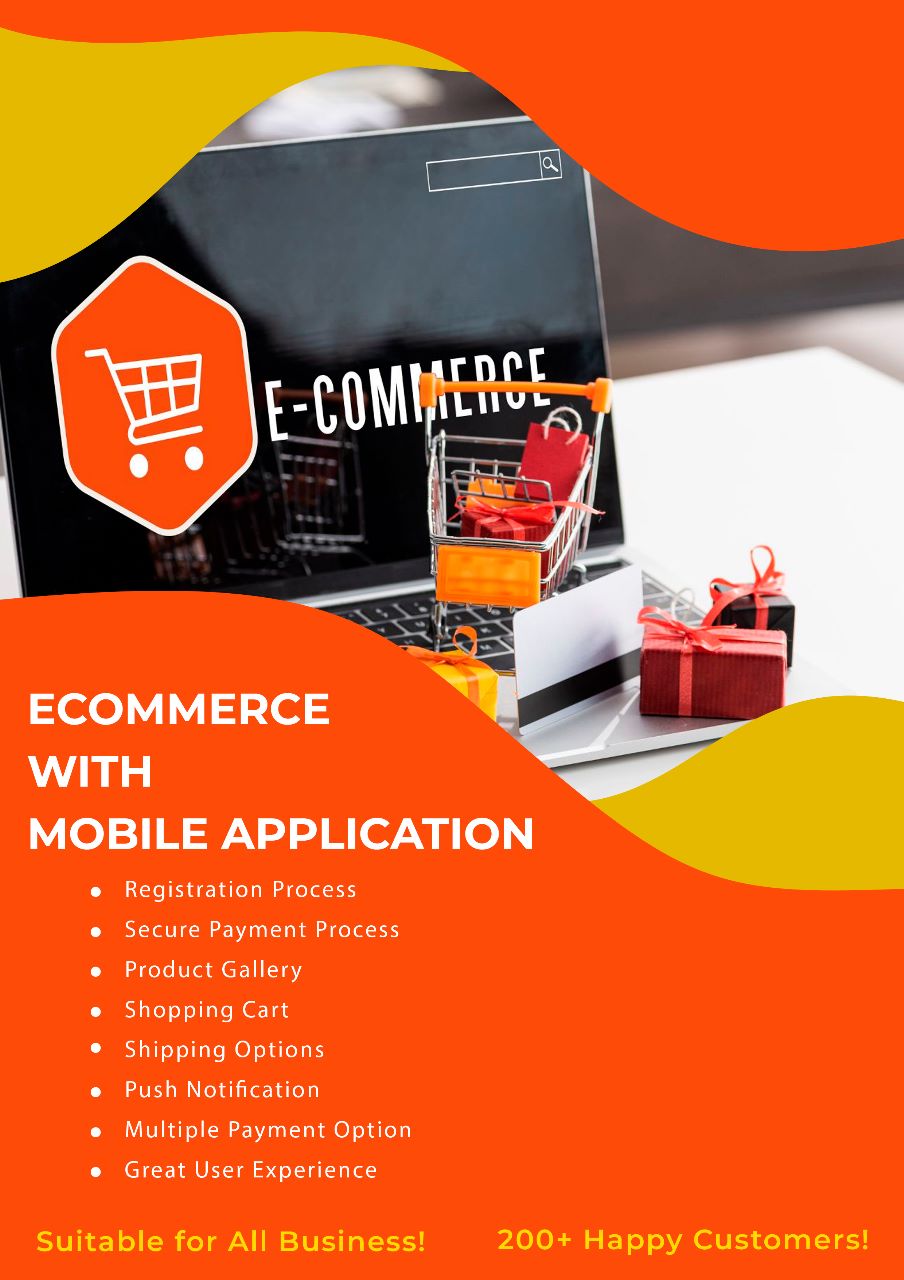 E-COMMERCE
ECOMMERCE
WITH
MOBILE APPLICATION
Registration Process
Secure Payment Process
Product Gallery
Shopping Cart
Shipping Options
Push Notification
Multiple Payment Option
Great User Experience
Suitable for All Business!
200+ Happy Customers!